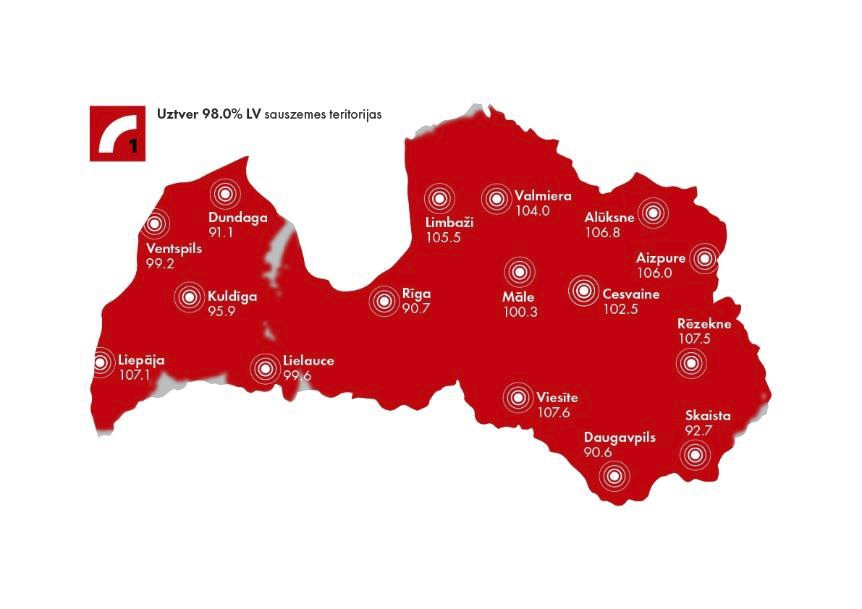 Uztver 98.0% LV sauszemes teritorijas
1
Dundaga
91.1
Ventspils
99.2
Kuldīga
95.9
Liepāja
107.1
Lielauce
99.6
Rīga
90.7
Limbaži
105.5
Valmiera
104.0
Alūksne
106.8
Aizpure
106.0
Māle
100.3
Cesvaine
102.5
Rēzekne
107.5
Viesīte
107.6
Daugavpils
90.6
Skaista
92.7